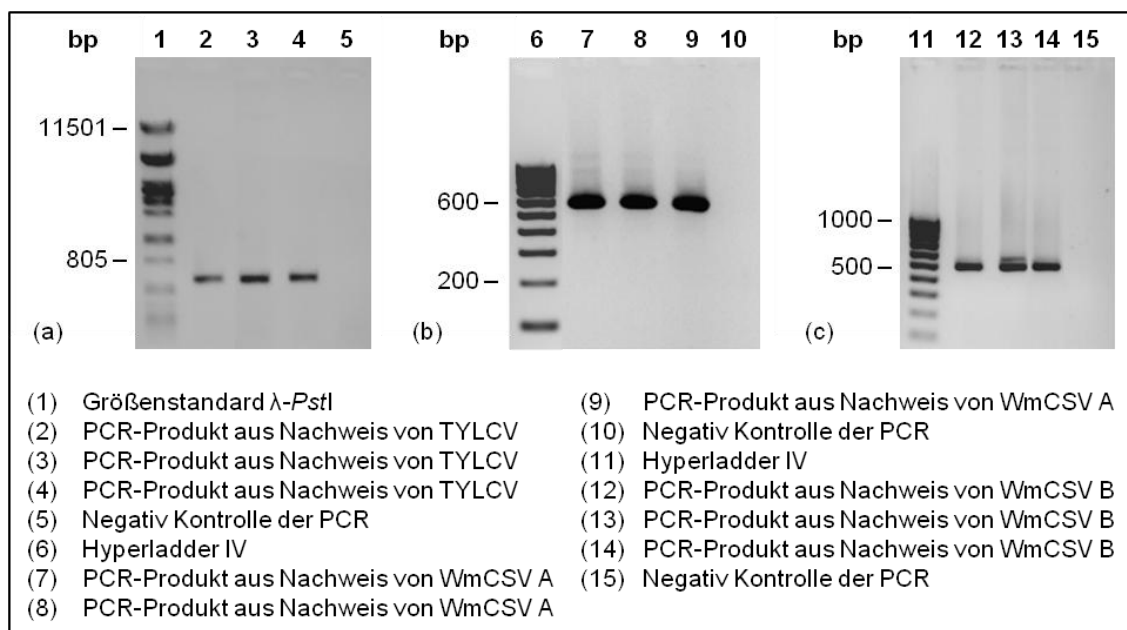 bp 1 2 3 4 5
11501 –
805 –
(a)
bp 6 7 8 9 10
600 –
200 –
(b)
bp 11 12 13 14 15
1000 –
500 –
(c)
(1) Größenstandard λ-PstI
(2) PCR-Produkt aus Nachweis von TYLCV
(3) PCR-Produkt aus Nachweis von TYLCV
(4) PCR-Produkt aus Nachweis von TYLCV
(5) Negativ Kontrolle der PCR
(6) Hyperladder IV
(7) PCR-Produkt aus Nachweis von WmCSV A
(8) PCR-Produkt aus Nachweis von WmCSV A
(9) PCR-Produkt aus Nachweis von WmCSV A
(10) Negativ Kontrolle der PCR
(11) Hyperladder IV
(12) PCR-Produkt aus Nachweis von WmCSV B
(13) PCR-Produkt aus Nachweis von WmCSV B
(14) PCR-Produkt aus Nachweis von WmCSV B
(15) Negativ Kontrolle der PCR